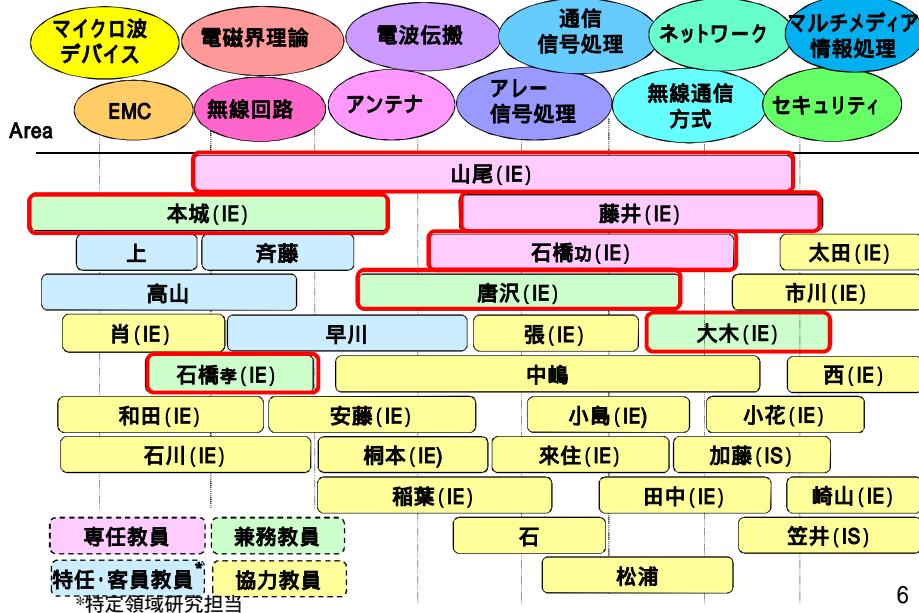 マイクロ波
デバイス
電磁界理論
電波伝搬
通信
信号処理
ネットワーク
マルチメディア
情報処理
EMC
無線回路
アンテナ
アレー
信号処理
無線通信
方式
セキュリティ
Area
山尾(IE)
本城(IE)
藤井(IE)
上
斉藤
石橋功(IE)
太田(IE)
高山
唐沢(IE)
市川(IE)
肖(IE)
早川
張(IE)
大木(IE)
石橋孝(IE)
中嶋
西(IE)
和田(IE)
安藤(IE)
小島(IE)
小花(IE)
石川(IE)
桐本(IE)
來住(IE)
加藤(IS)
稲葉(IE)
田中(IE)
崎山(IE)
専任教員
兼務教員
石
笠井(IS)
特任・客員教員*
協力教員
松浦
*特定領域研究担当
6